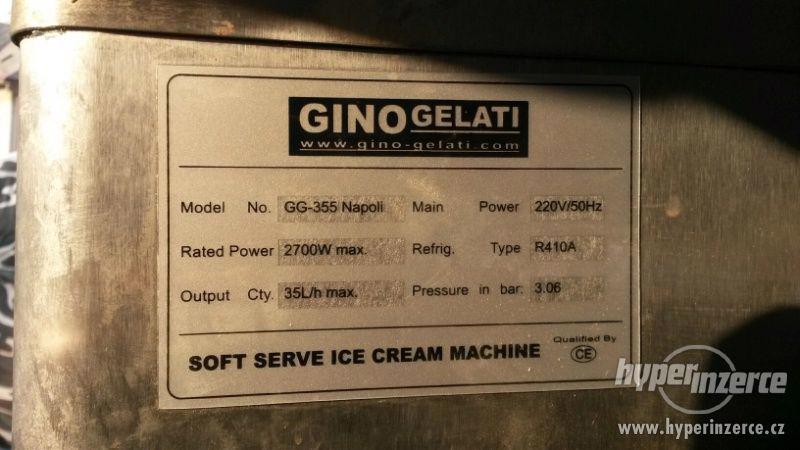 GINO GELATI
www.gino-gelati.com
Model No. GG-355 Napoli Main Power 220V/50Hz
Rated Power 2700W max. Refrig. Type R410A
Output Cty. 35L/h max. Pressure in bar: 3.06
Qualified By
SOFT SERVE ICE CREAM MACHINE CE
hyperinzerce
www.hyperinzerce.cz